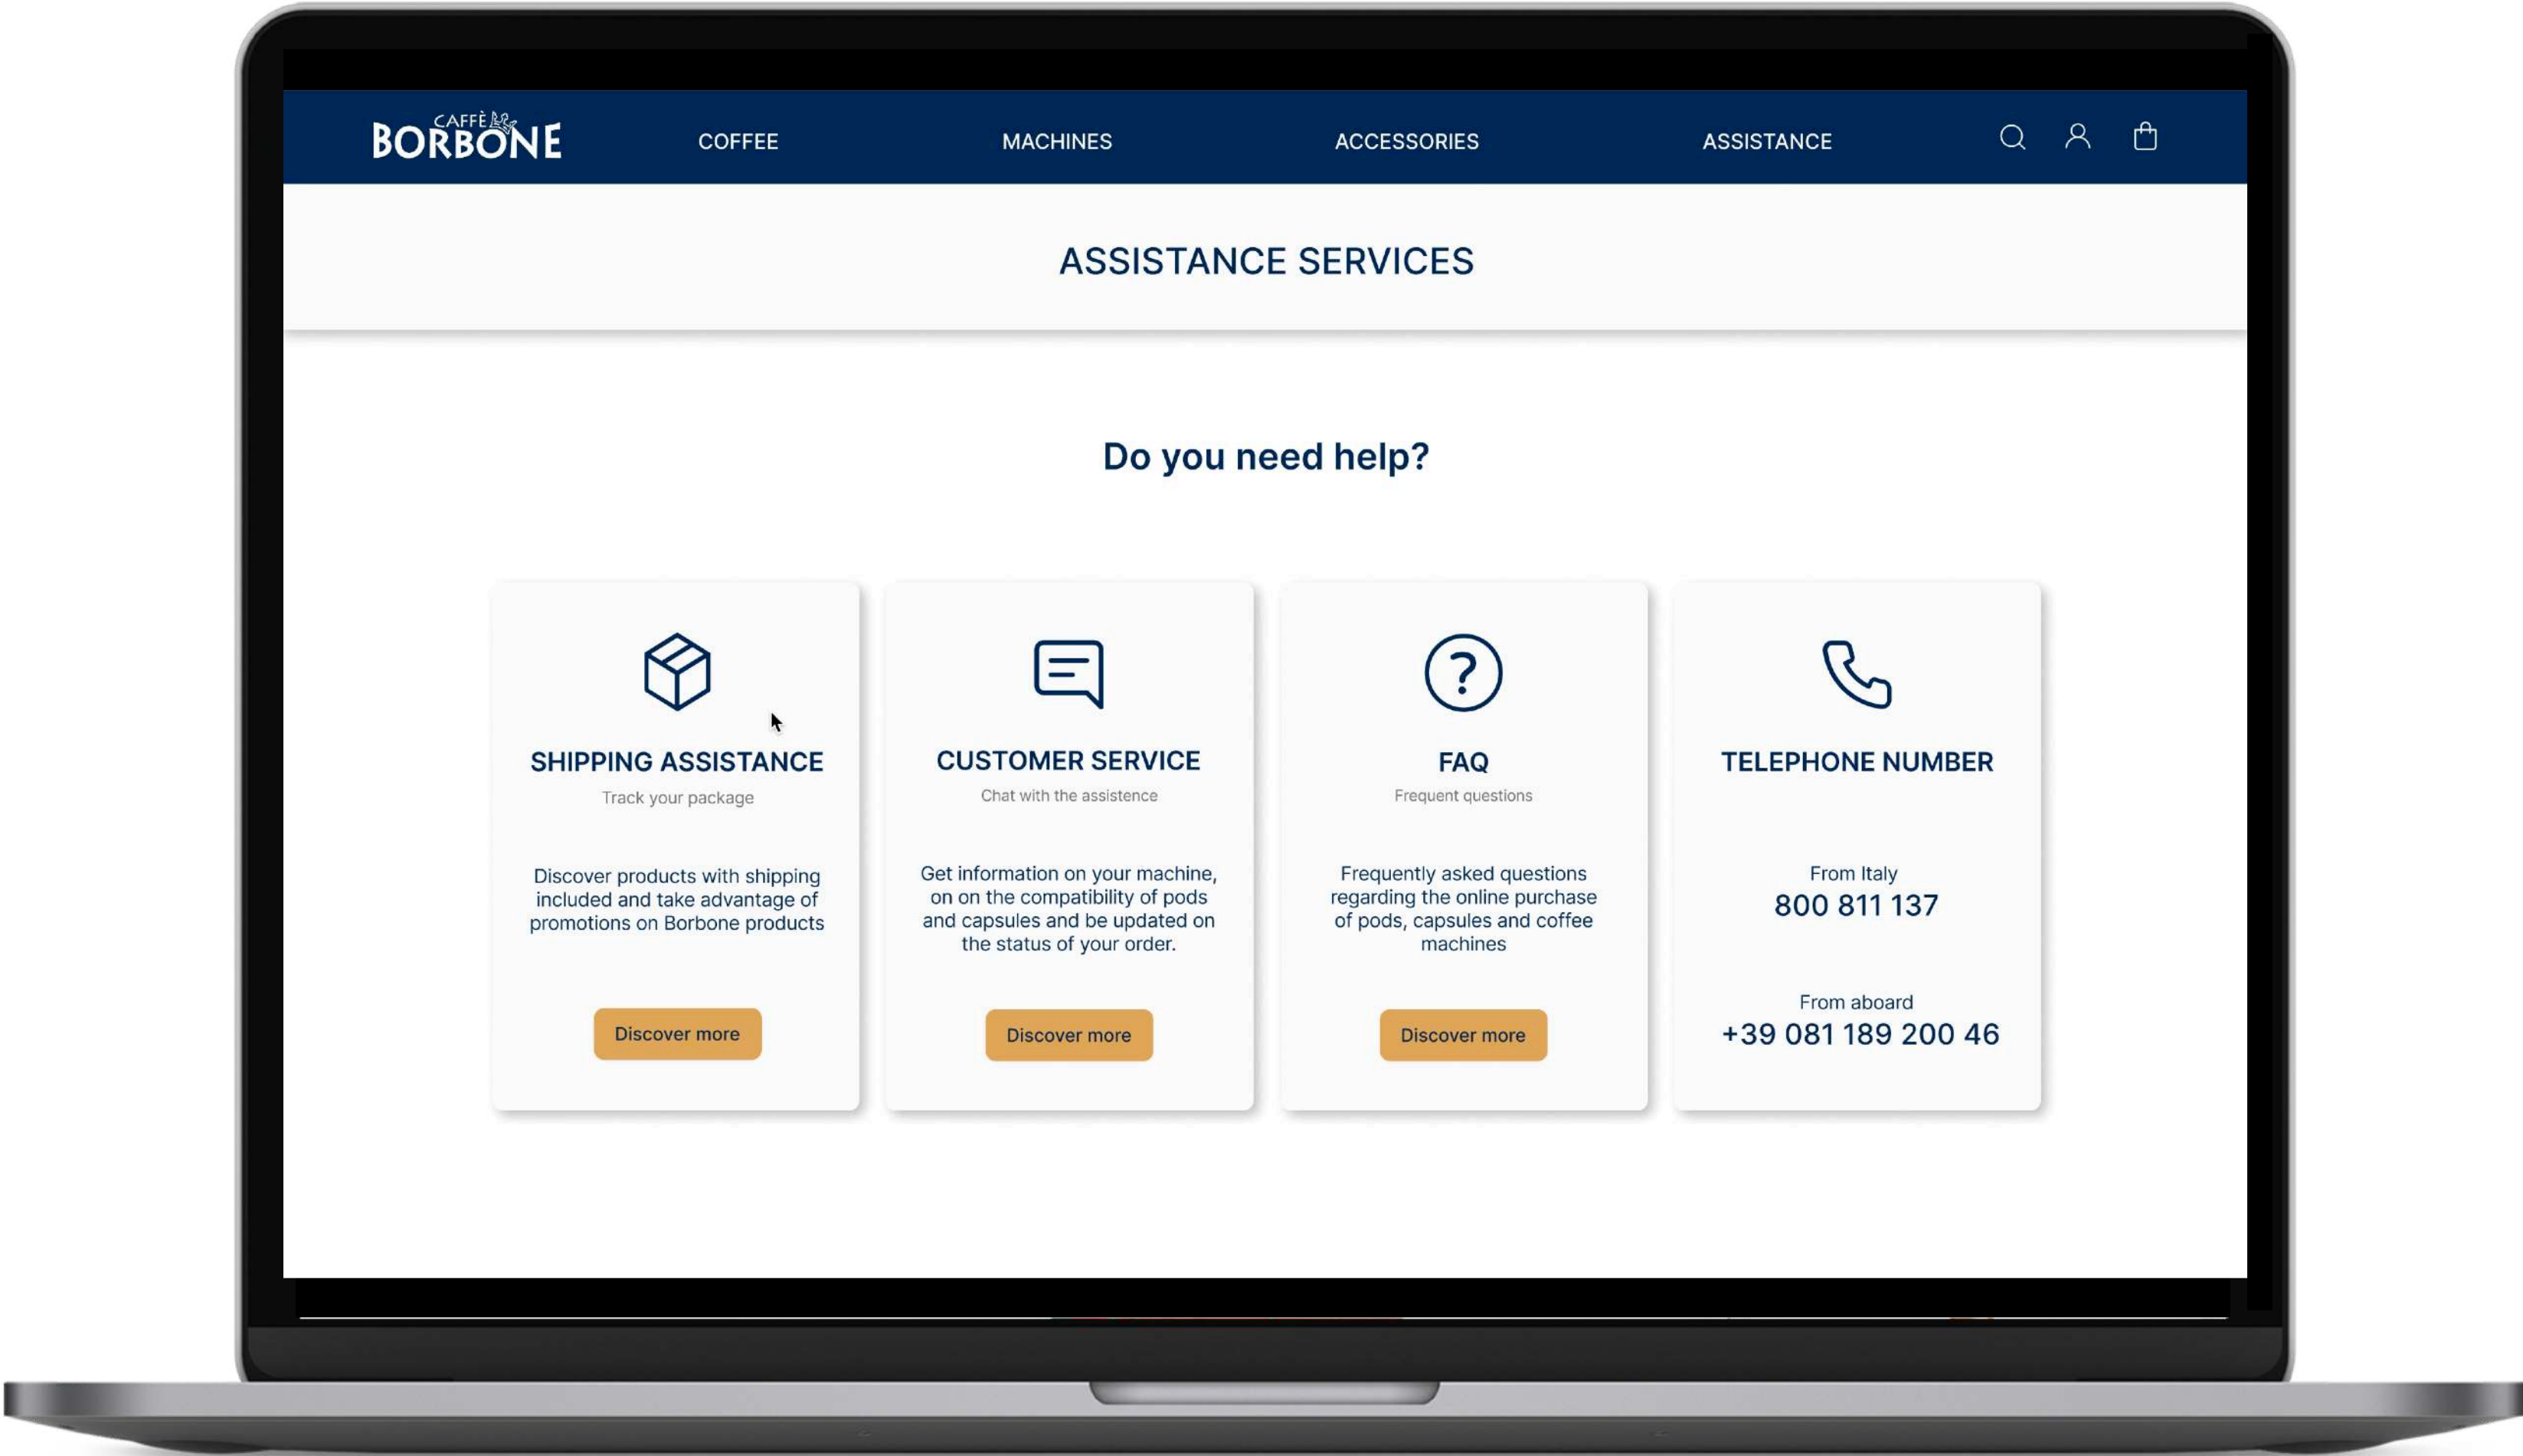 CAFFÈ
BORBONE
COFFEE
MACHINES
ACCESSORIES
ASSISTANCE
ASSISTANCE SERVICES
Do you need help?
SHIPPING ASSISTANCE
Track your package
Discover products with shipping
included and take advantage of
promotions on Borbone products
Discover more
CUSTOMER SERVICE
Chat with the assistence
Get information on your machine,
on on the compatibility of pods
and capsules and be updated on
the status of your order.
Discover more
?
FAQ
Frequent questions
Frequently asked questions
regarding the online purchase
of pods, capsules and coffee
machines
Discover more
TELEPHONE NUMBER
From Italy
800 811 137
From aboard
+39 081 189 200 46